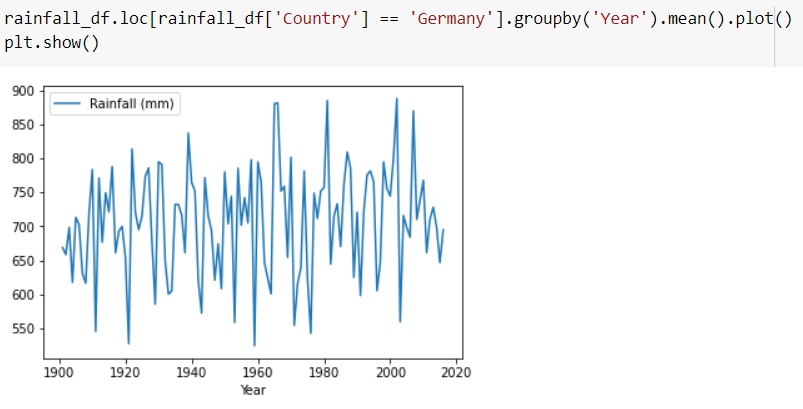 rainfall_df.loc[rainfall_df['Country'] == 'Germany'].groupby('Year').mean().plot()
plt.show()
900
Rainfall (mm)
850
800
750
700
650
600
550
1900 1920 1940 1960 1980 2000 2020
Year